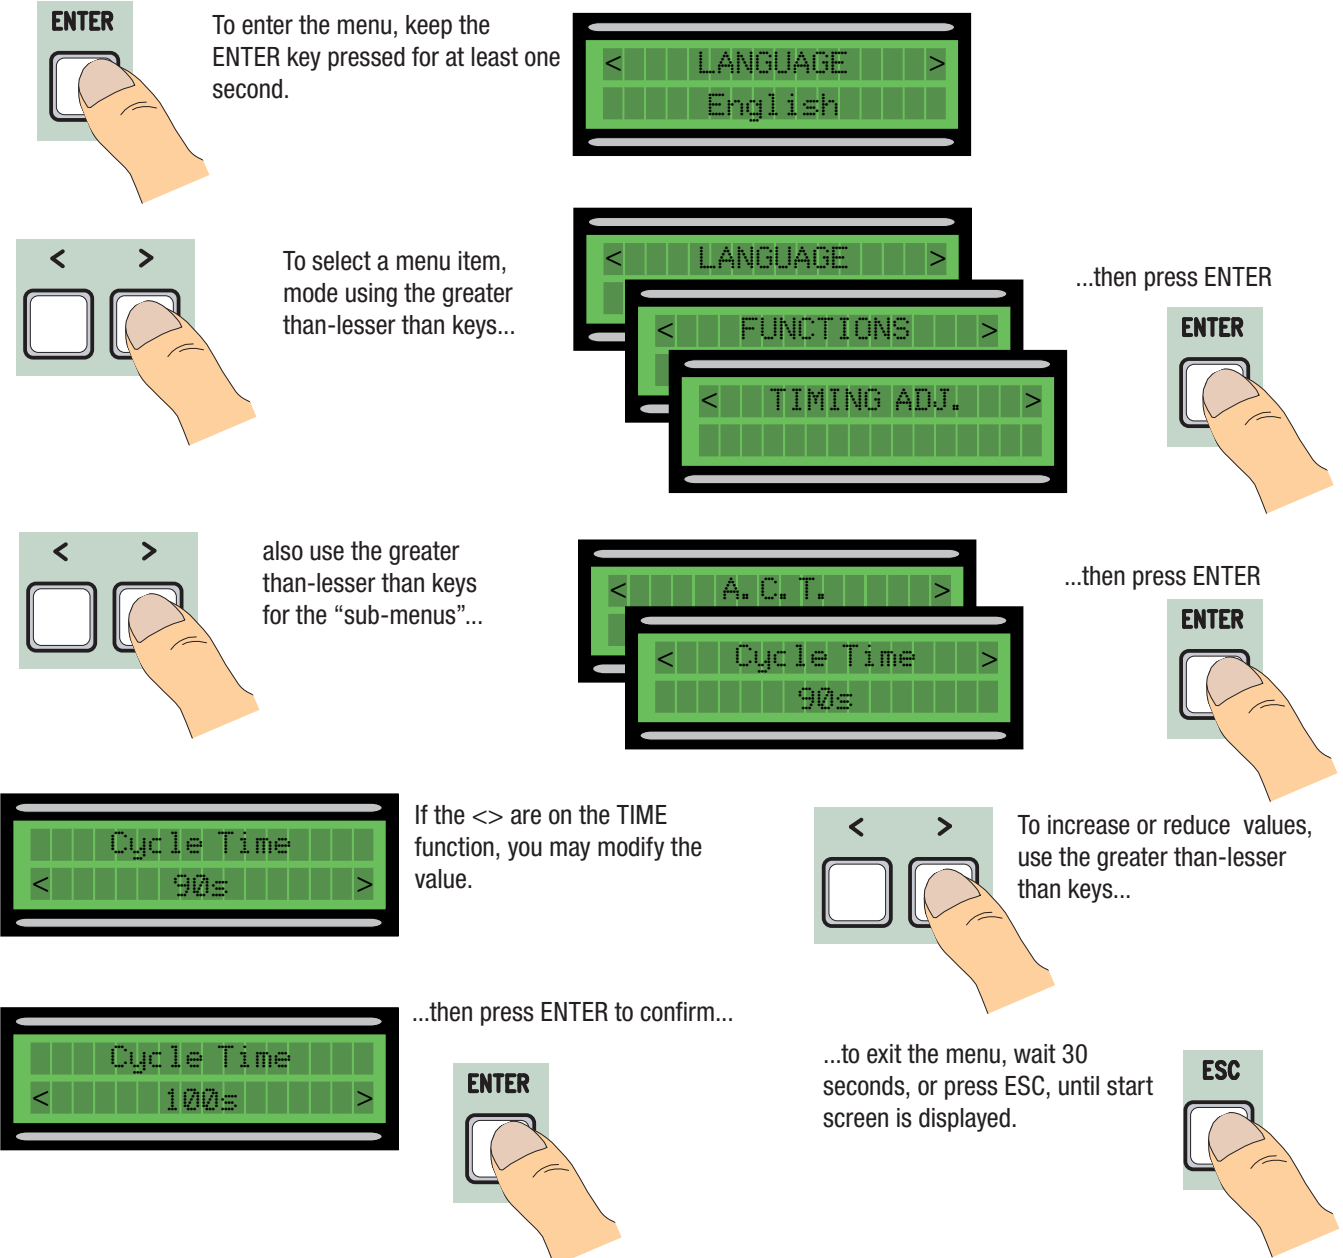 ENTER
To enter the menu, keep the
ENTER key pressed for at least one
second.
< LANGUAGE >
English
< >
To select a menu item,
mode using the greater
than-lesser than keys...
< LANGUAGE >
< FUNCTIONS >
< TIMING ADJ. >
...then press ENTER
ENTER
< >
also use the greater
than-lesser than keys
for the “sub-menus”...
< A.C.T. >
< Cycle Time >
90s
...then press ENTER
ENTER
Cycle Time
< 90s >
If the <> are on the TIME
function, you may modify the
value.
< >
To increase or reduce values,
use the greater than-lesser
than keys...
Cycle Time
< 100s >
...then press ENTER to confirm...
ENTER
...to exit the menu, wait 30
seconds, or press ESC, until start
screen is displayed.
ESC